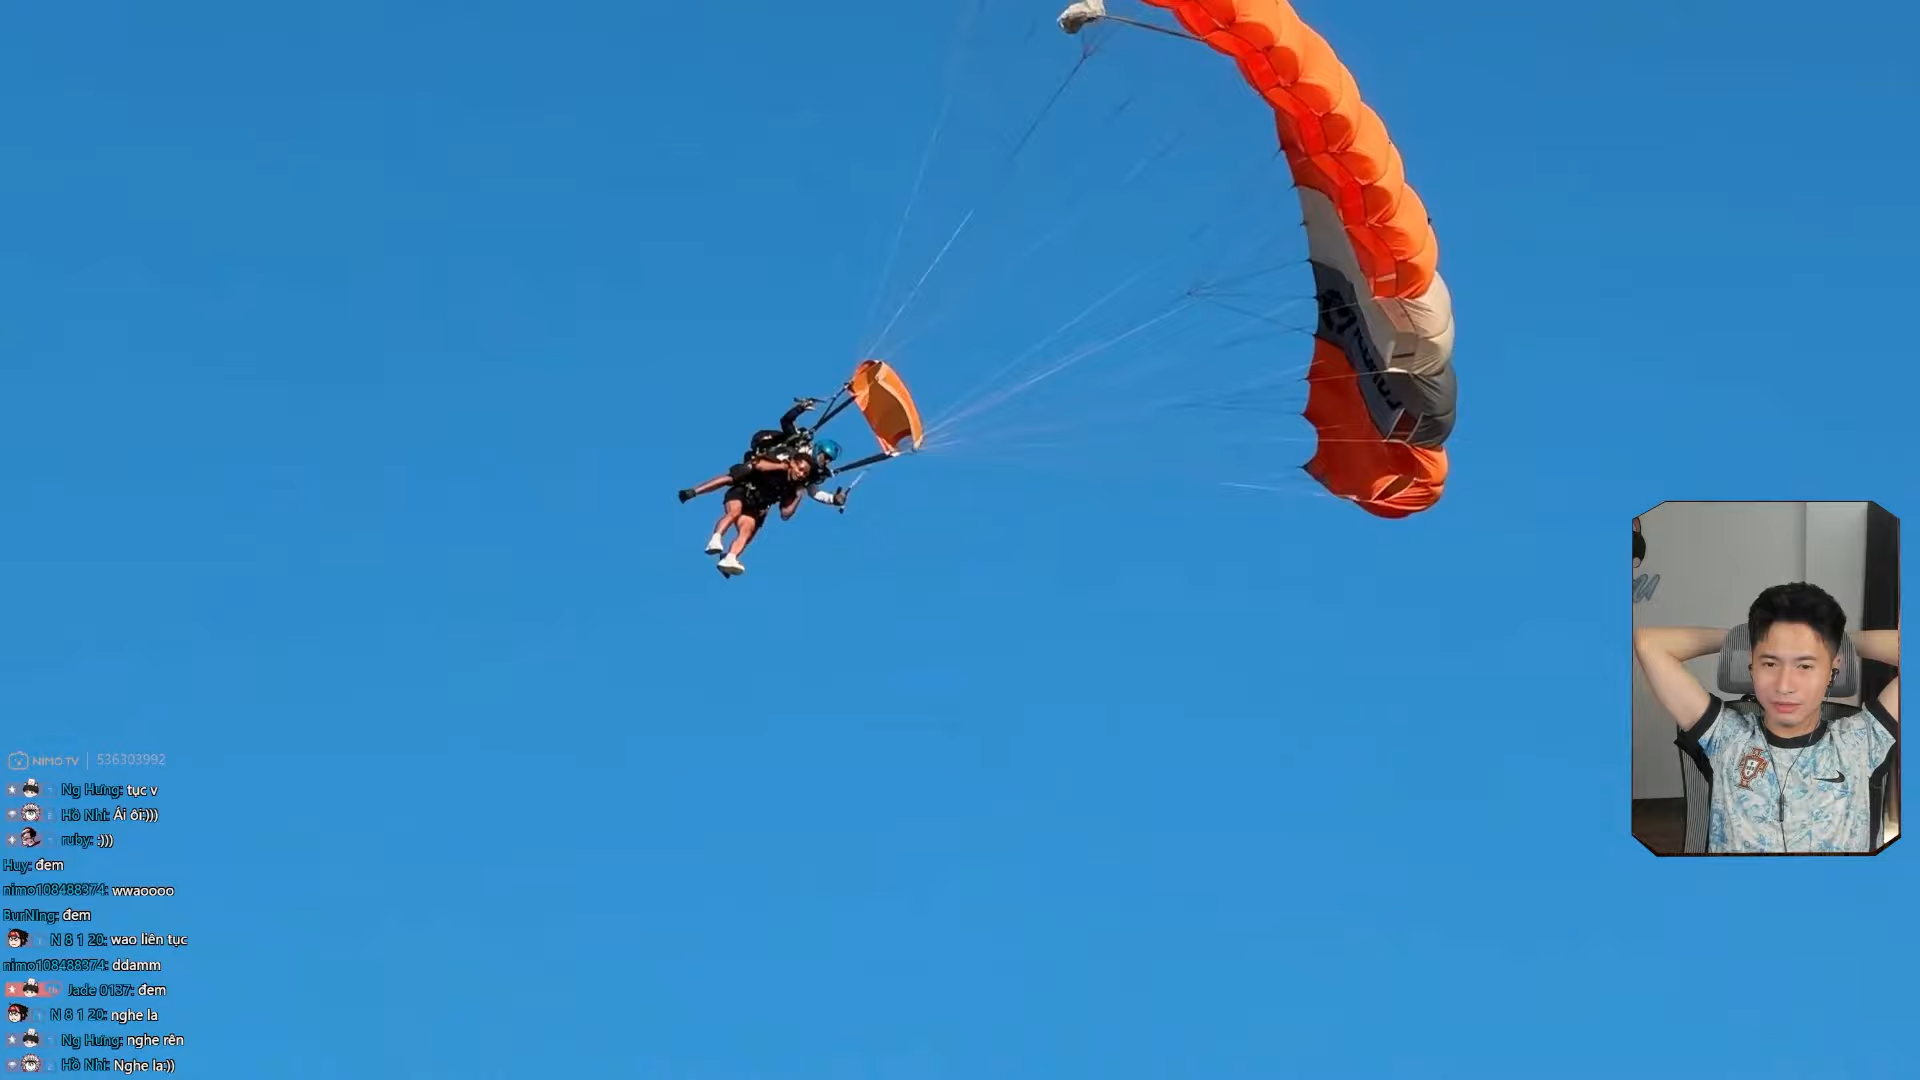 NIMO TV | 536303992
Ng Hưng: tục v
Hồ Nhi: Ái ôi:)))
ruby: :)))
Huy: đem
nimo108488374: wwaoooo
BurNIng: đem
N 8 1 20: wao liên tục
nimo108488374: ddamm
Jade 0137: đem
N 8 1 20: nghe la
Ng Hưng: nghe rên
Hồ Nhi: Nghe la:))